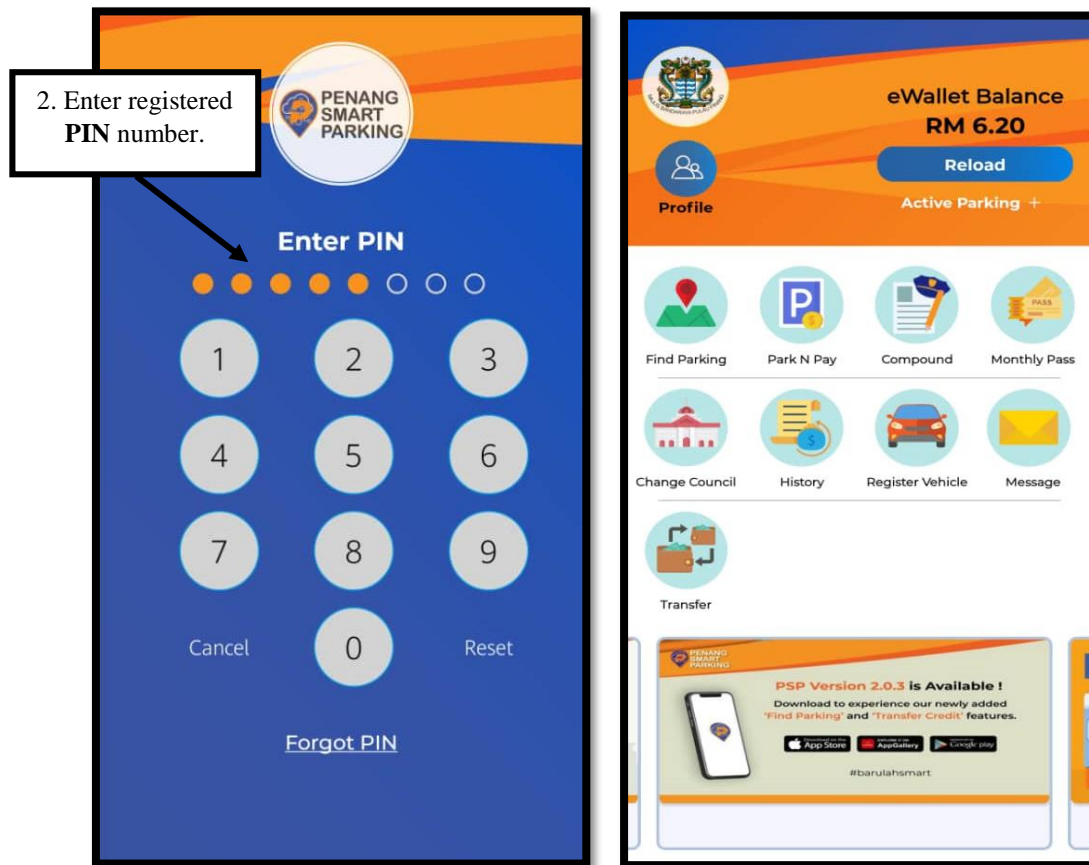 2. Enter registered
PIN number.
PENANG
SMART
PARKING
Enter PIN
1 2 3
4 5 6
7 8 9
Cancel 0 Reset
Forgot PIN
eWallet Balance
RM 6.20
Reload
Profile
Active Parking +
Find Parking Park N Pay Compound Monthly Pass
P
PASS
Change Council History Register Vehicle Message
Transfer
PENANG
SMART
PARKING
PSP Version 2.0.3 is Available !
Download to experience our newly added
'Find Parking' and 'Transfer Credit' features.
App Store AppGallery Google play
#barulahsmart